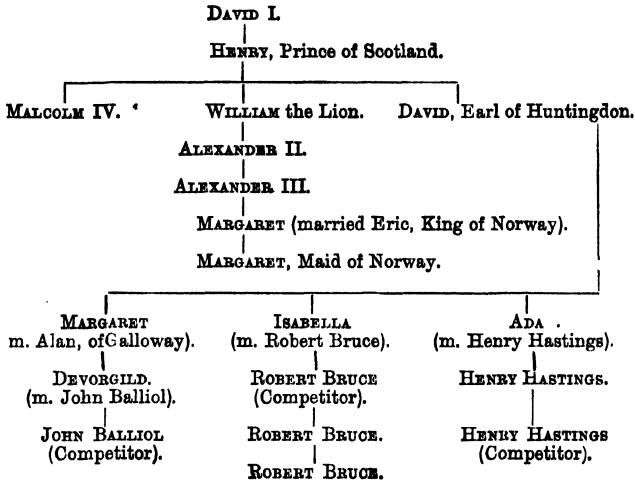 DAVID I.
HENRY, Prince of Scotland.
MALCOLM IV. WILLIAM the Lion. DAVID, Earl of Huntingdon.
ALEXANDER II.
ALEXANDER III.
MARGARET (married Eric, King of Norway).
MARGARET, Maid of Norway.
MARGARET ISABELLA ADA
m. Alan, of Galloway). (m. Robert Bruce). (m. Henry Hastings).
DEVORGILD. ROBERT BRUCE HENRY HASTINGS.
(m. John Balliol). (Competitor).
JOHN BALLIOL ROBERT BRUCE. HENRY HASTINGS
(Competitor). (Competitor).
ROBERT BRUCE.